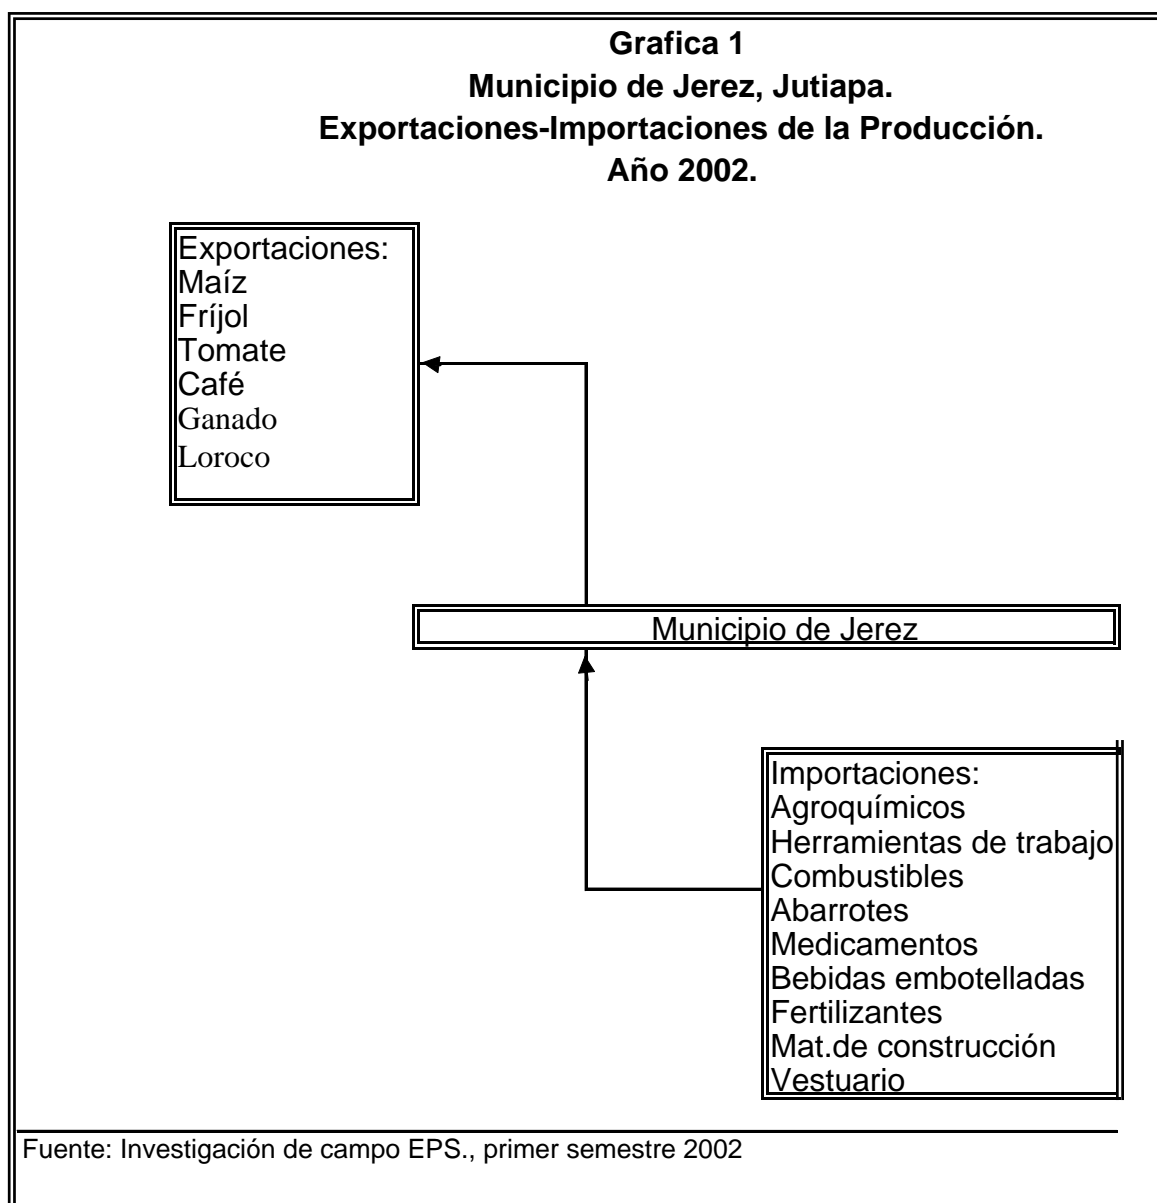 Grafica 1
Municipio de Jerez, Jutiapa.
Exportaciones-Importaciones de la Producción.
Año 2002.
Exportaciones:
Maíz
Fríjol
Tomate
Café
Ganado
Loroco
Municipio de Jerez
Importaciones:
Agroquímicos
Herramientas de trabajo
Combustibles
Abarrotes
Medicamentos
Bebidas embotelladas
Fertilizantes
Mat.de construcción
Vestuario
Fuente: Investigación de campo EPS., primer semestre 2002